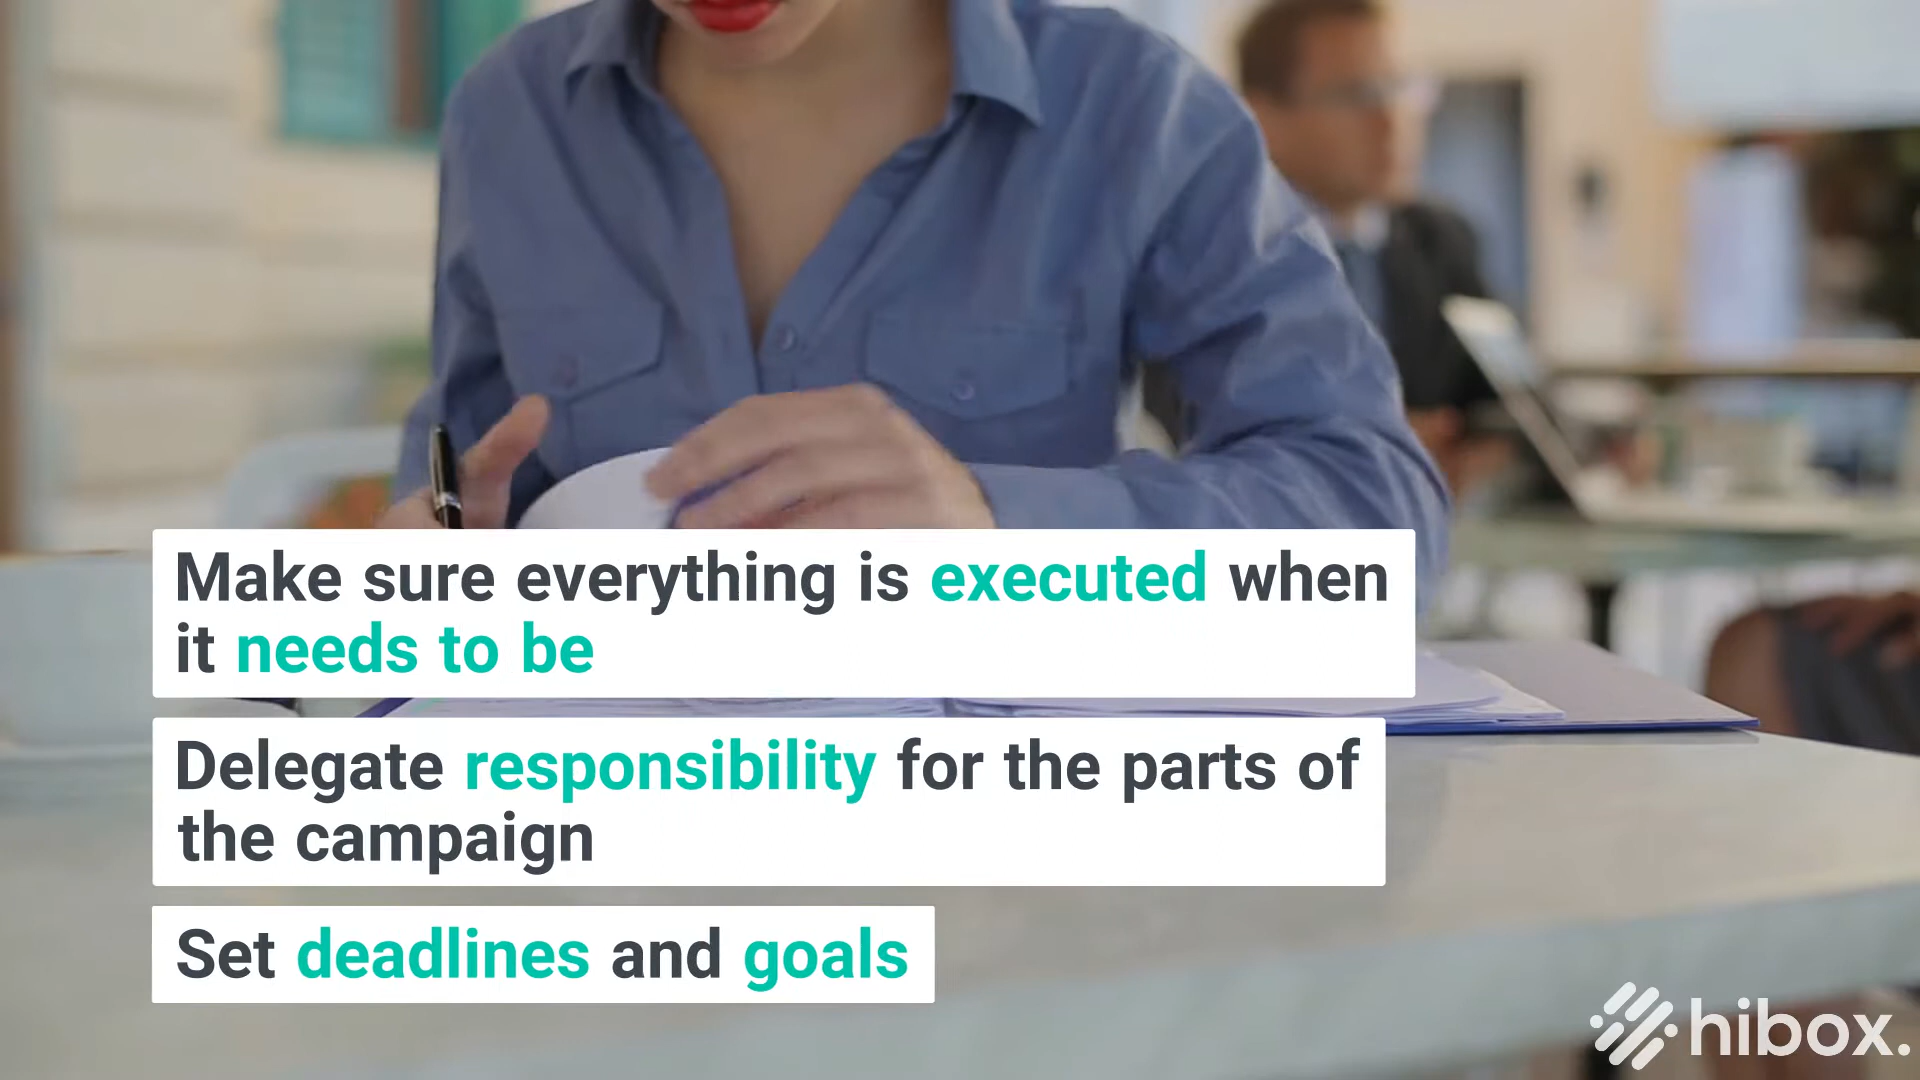 Make sure everything is executed when
it needs to be
Delegate responsibility for the parts of
the campaign
Set deadlines and goals
hibox.